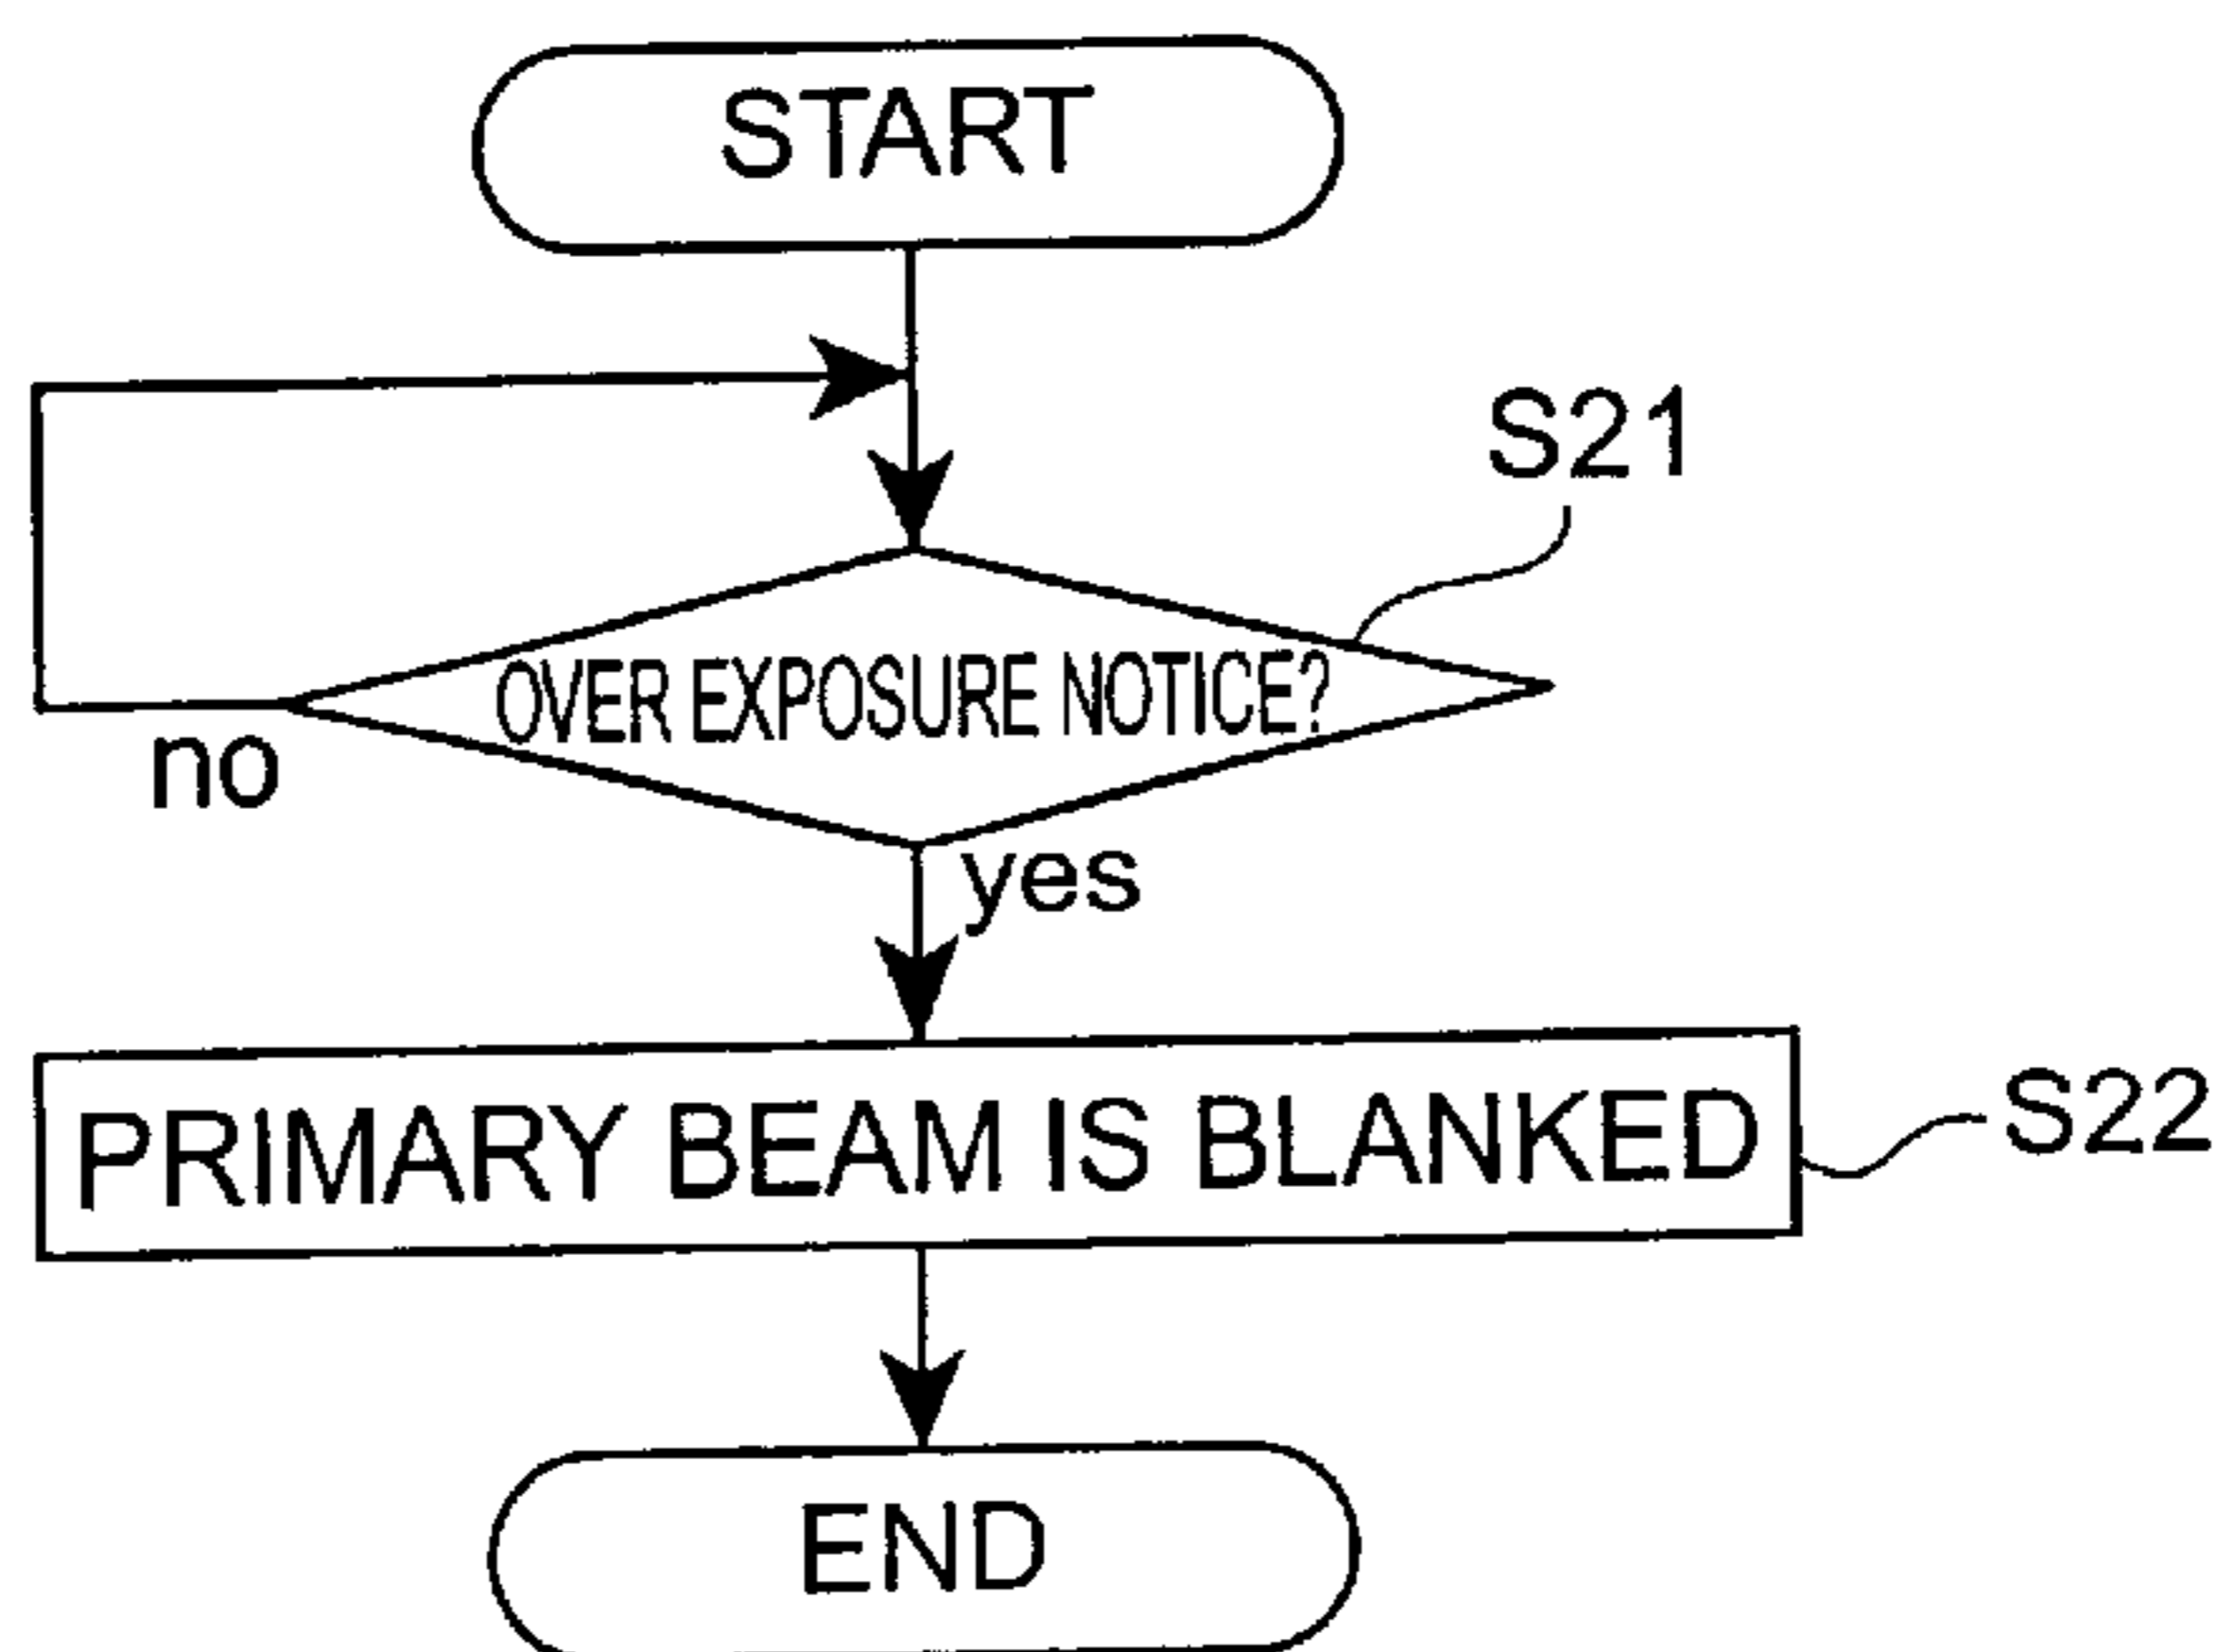 START
S21
OVER EXPOSURE NOTICE?
no
yes
PRIMARY BEAM IS BLANKED
S22
END